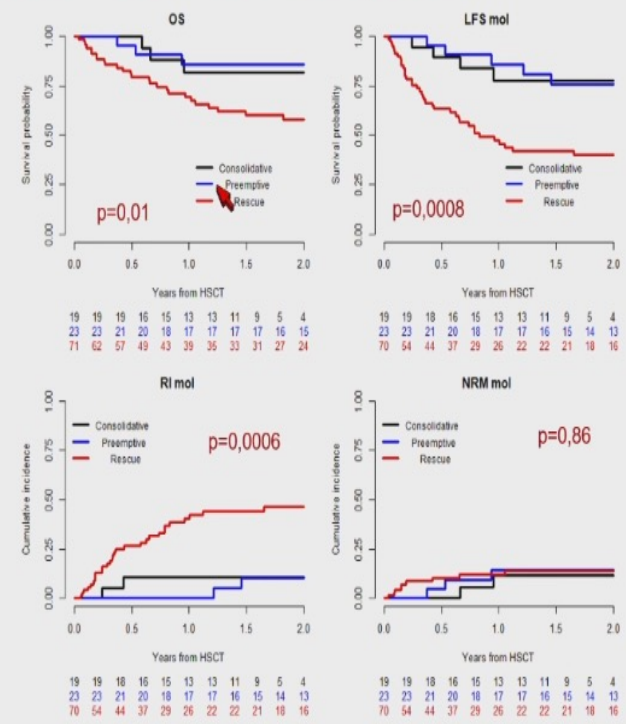 OS
Survival probability
1.00
0.75
0.50
0.25
0.00
Consolidative
Preemptive
Rescue
p=0,01
0.0 0.5 1.0 1.5 2.0
Years from HSCT
19 19 19 16 15 13 13 11 9 5 4
23 23 21 20 18 17 17 17 17 16 15
71 62 57 49 43 39 35 33 31 27 24
LFS mol
Survival probability
1.00
0.75
0.50
0.25
0.00
Consolidative
Preemptive
Rescue
p=0,0008
0.0 0.5 1.0 1.5 2.0
Years from HSCT
19 19 18 16 15 13 13 11 9 5 4
23 23 21 20 18 17 17 16 15 14 13
70 54 44 37 29 26 22 22 21 18 16
RI mol
Cumulative incidence
1.00
0.75
0.50
0.25
0.00
Consolidative
Preemptive
Rescue
p=0,0006
0.0 0.5 1.0 1.5 2.0
Years from HSCT
19 19 18 16 15 13 13 11 9 5 4
23 23 21 20 18 17 17 16 15 14 13
70 54 44 37 29 26 22 22 21 18 16
NRM mol
Cumulative incidence
1.00
0.75
0.50
0.25
0.00
Consolidative
Preemptive
Rescue
p=0,86
0.0 0.5 1.0 1.5 2.0
Years from HSCT
19 19 18 16 15 13 13 11 9 5 4
23 23 21 20 18 17 17 16 15 14 13
70 54 44 37 29 26 22 22 21 18 16